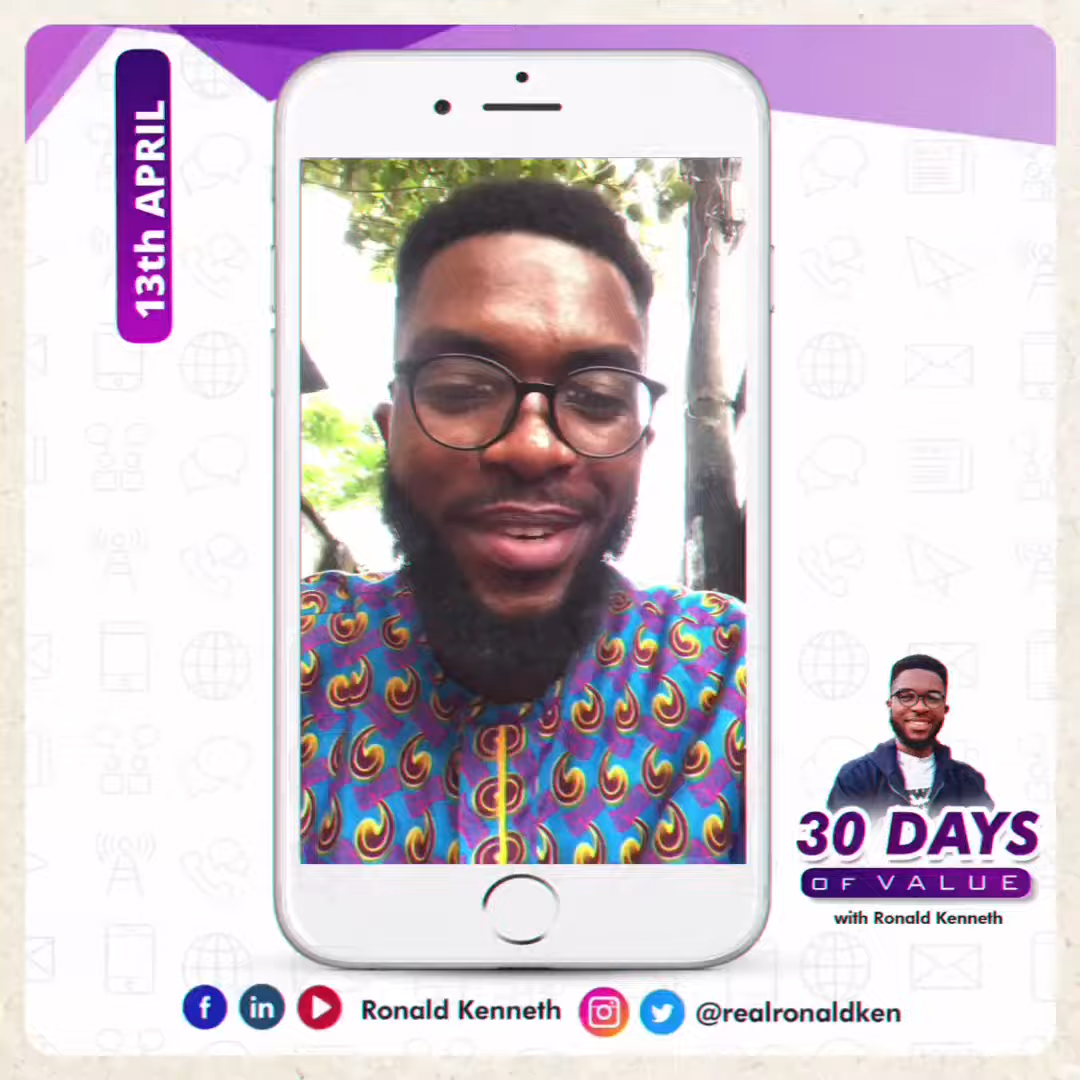 13th APRIL
30 DAYS
OF VALUE
with Ronald Kenneth
Ronald Kenneth
@realronaldken